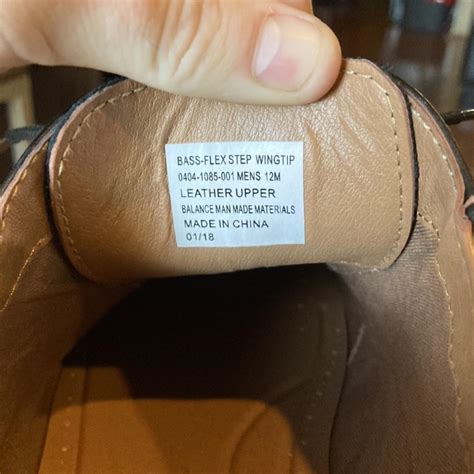 BASS-FLEX STEP WINGTIP
0404-1085-001 MENS 12M
LEATHER UPPER
BALANCE MAN MADE MATERIALS
MADE IN CHINA
01/18